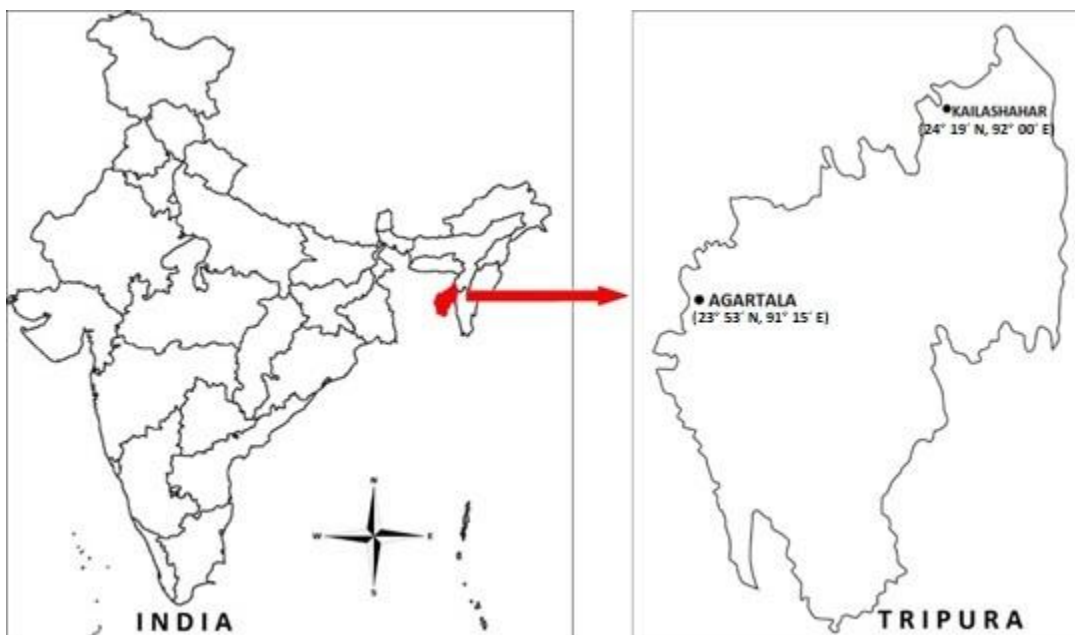 N
W E
S
INDIA
KAILASHAHAR
(24° 19´ N, 92° 00´ E)
AGARTALA
(23° 53´ N, 91° 15´ E)
TRIPURA